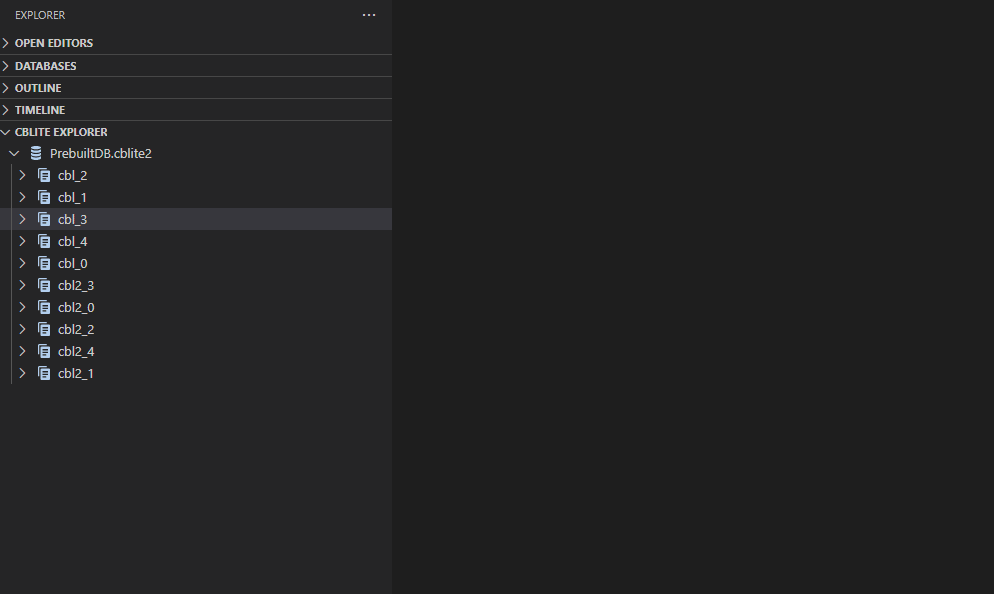 EXPLORER
OPEN EDITORS
DATABASES
OUTLINE
TIMELINE
CBLITE EXPLORER
PrebuiltDB.cblite2
cbl_2
cbl_1
cbl_3
cbl_4
cbl_0
cbl2_3
cbl2_0
cbl2_2
cbl2_4
cbl2_1